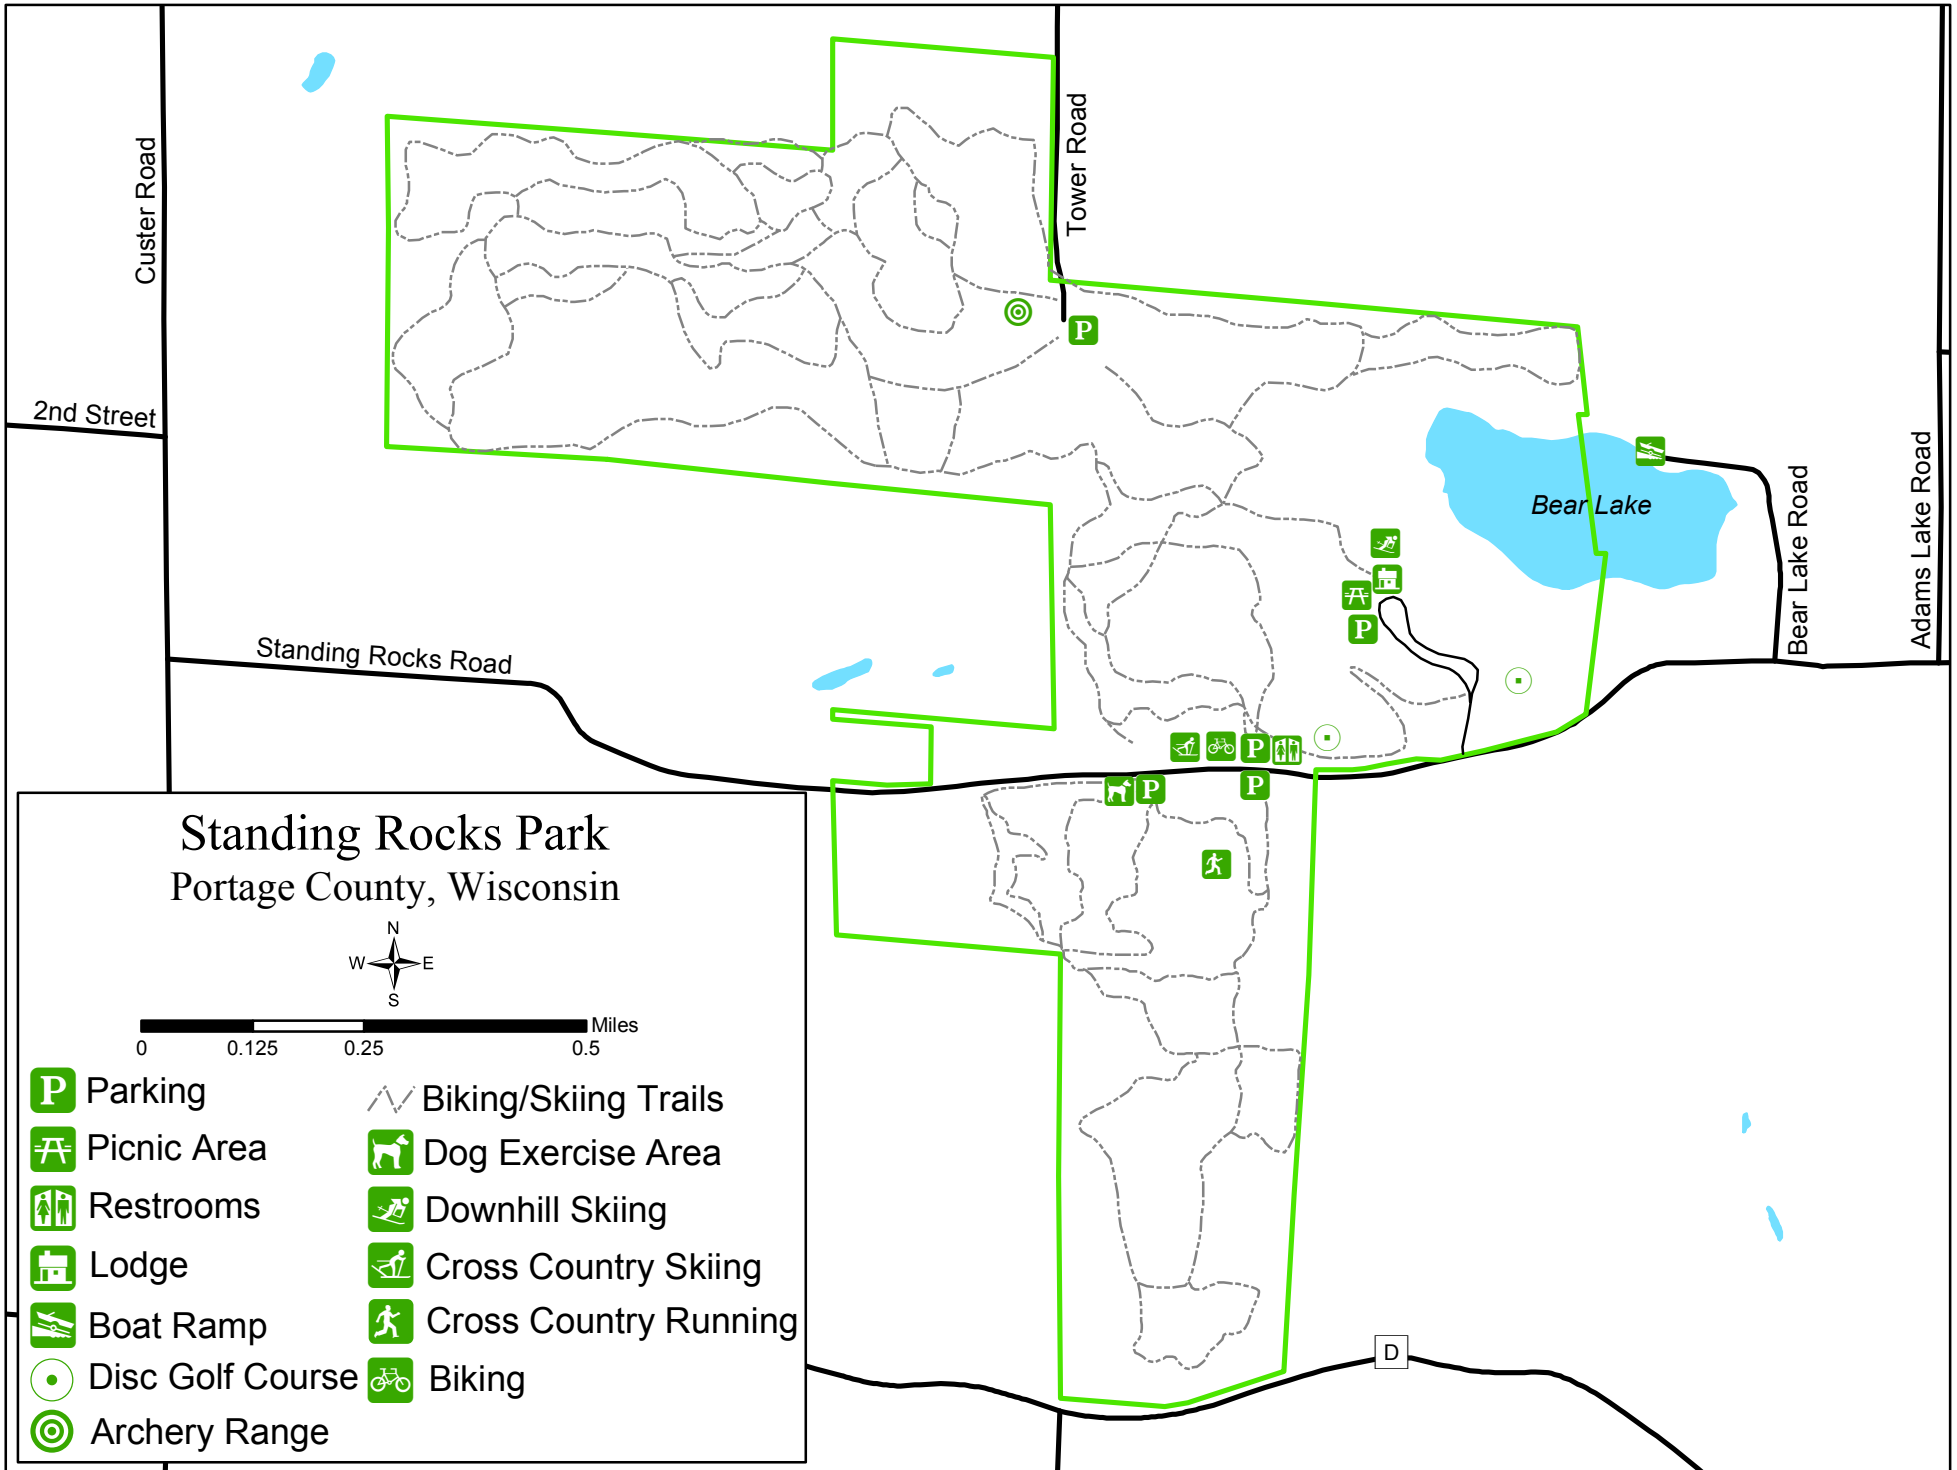 Custer Road
Tower Road
2nd Street
Bear Lake
Bear Lake Road
Adams Lake Road
Standing Rocks Road
P
P
P
P
P
D
Standing Rocks Park
Portage County, Wisconsin
N
W E
S
Miles
0 0.125 0.25 0.5
P Parking
Picnic Area
Restrooms
Lodge
Boat Ramp
Disc Golf Course
Archery Range
Biking/Skiing Trails
Dog Exercise Area
Downhill Skiing
Cross Country Skiing
Cross Country Running
Biking